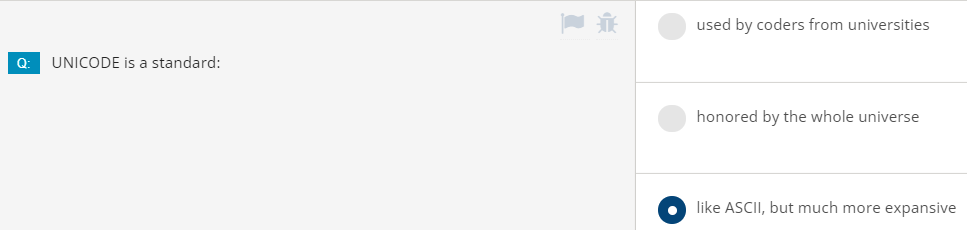 Q: UNICODE is a standard:
used by coders from universities
honored by the whole universe
like ASCII, but much more expansive